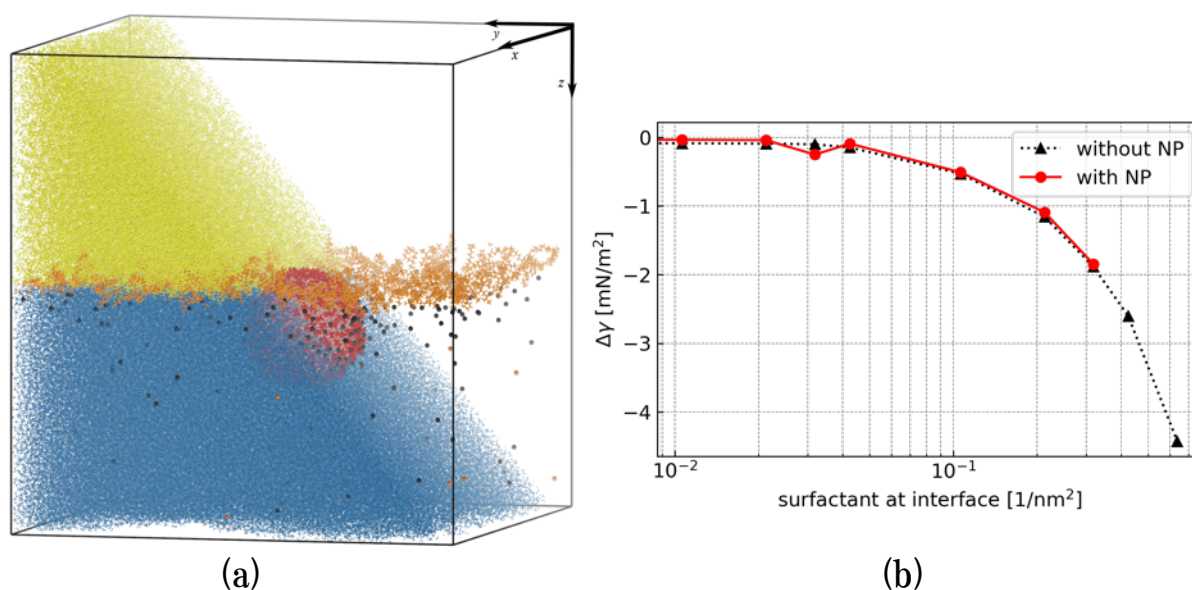 y
x
z
0
−1
−2
−3
−4
Δγ [mN/m²]
without NP
with NP
10⁻²
10⁻¹
surfactant at interface [1/nm²]
(a)
(b)